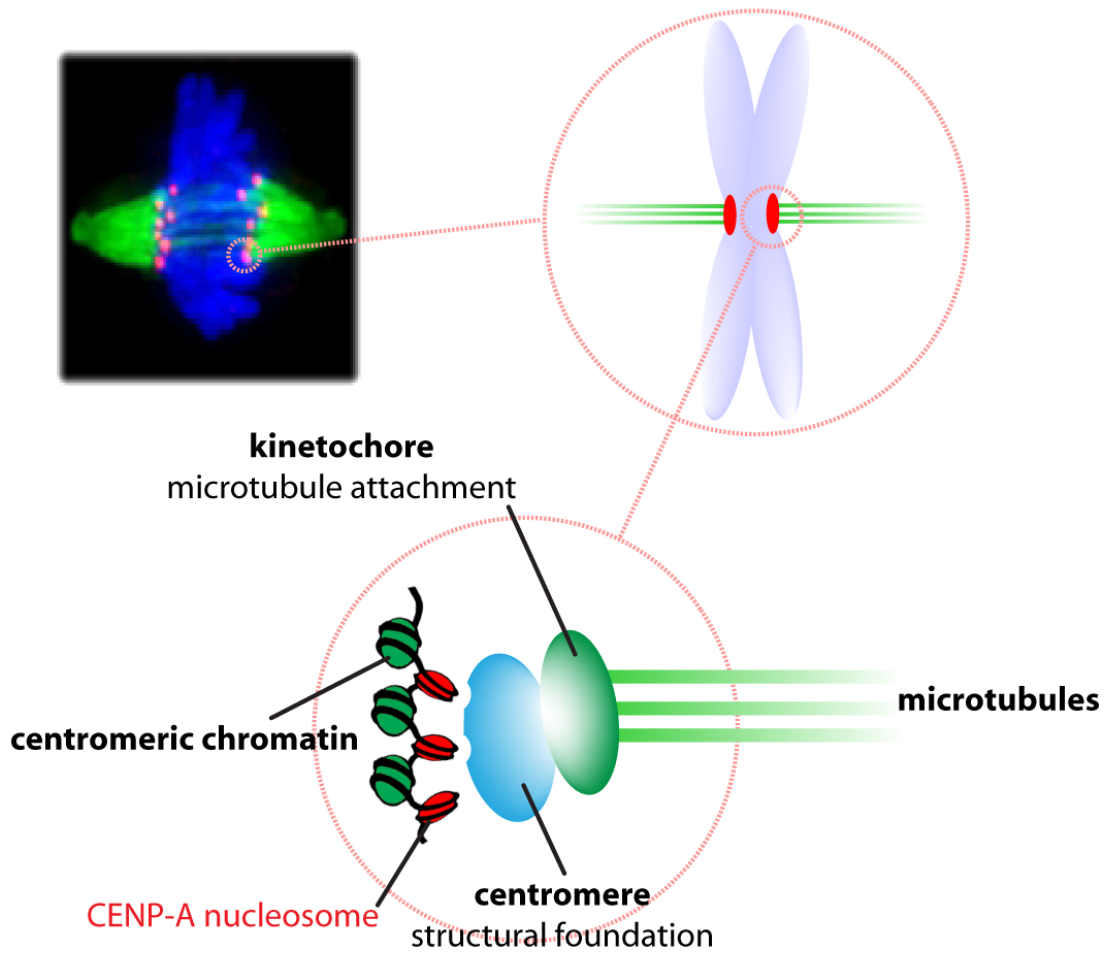 kinetochore
microtubule attachment
microtubules
centromeric chromatin
CENP-A nucleosome
centromere
structural foundation